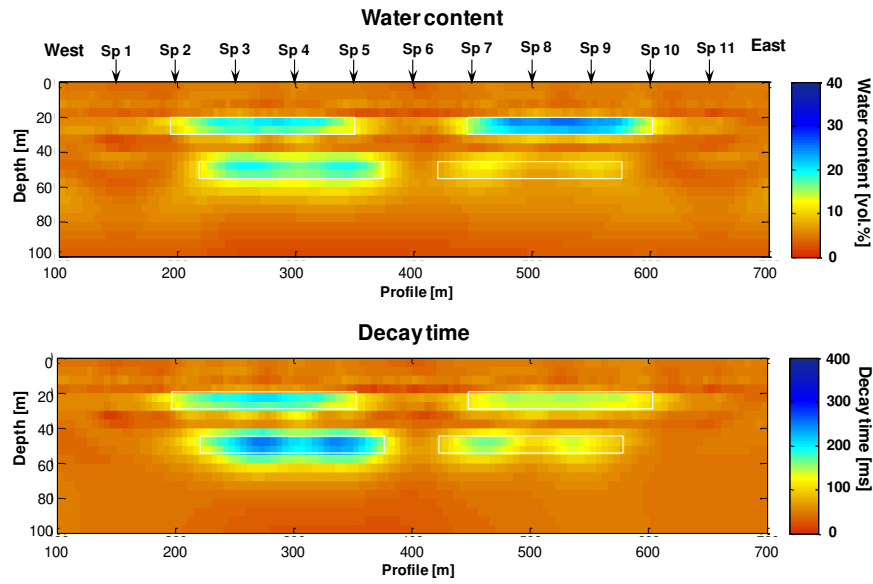 Water content
West Sp 1 Sp 2 Sp 3 Sp 4 Sp 5 Sp 6 Sp 7 Sp 8 Sp 9 Sp 10 Sp 11 East
0
20
40
60
80
100
Depth [m]
100 200 300 400 500 600 700
Profile [m]
40
30
20
10
0
Water content [vol.%]
Decay time
0
20
40
60
80
100
Depth [m]
100 200 300 400 500 600 700
Profile [m]
400
300
200
100
0
Decay time [ms]